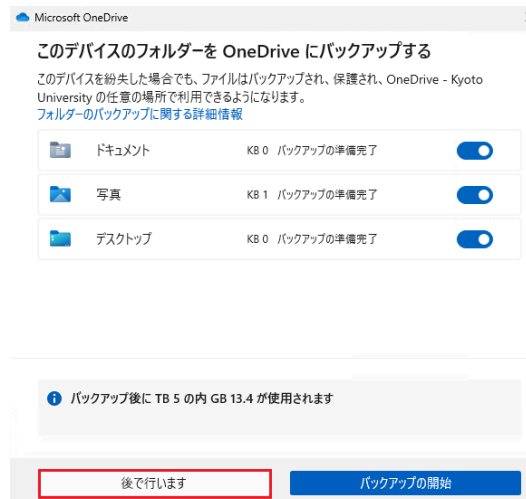 Microsoft OneDrive
このデバイスのフォルダーを OneDrive にバックアップする
このデバイスを紛失した場合でも、ファイルはバックアップされ、保護され、OneDrive - Kyoto
University の任意の場所で利用できるようになります。
フォルダーのバックアップに関する詳細情報
ドキュメント KB 0 バックアップの準備完了
写真 KB 1 バックアップの準備完了
デスクトップ KB 0 バックアップの準備完了
バックアップ後に TB 5 の内 GB 13.4 が使用されます
後で行います バックアップの開始